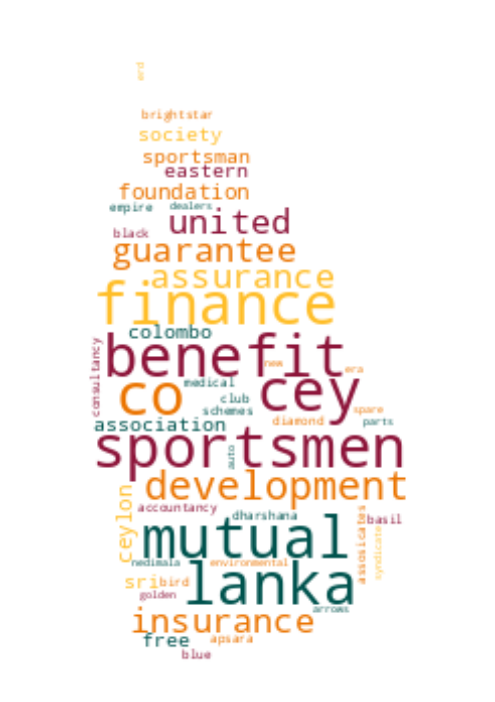 and
brightstar
society
sportsman
eastern
foundation
empire dealers
united
black
guarantee
assurance
finance
colombo
benefit
consultancy
new
era
co
medical
cey
club
schemes
spare
diamond
parts
association
sportsmen
auto
development
ceylon
accountancy
dharshana
associcates
basil
syndicate
mutual
nedimala
environmental
sri
bird
lanka
golden
arrows
insurance
free
apsara
blue